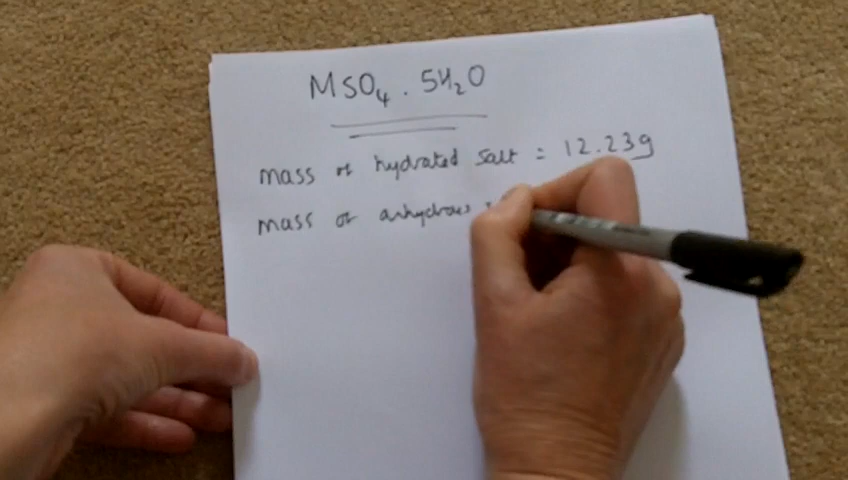 MSO₄ . 5H₂O
mass of hydrated salt = 12.23g
mass of anhydrous